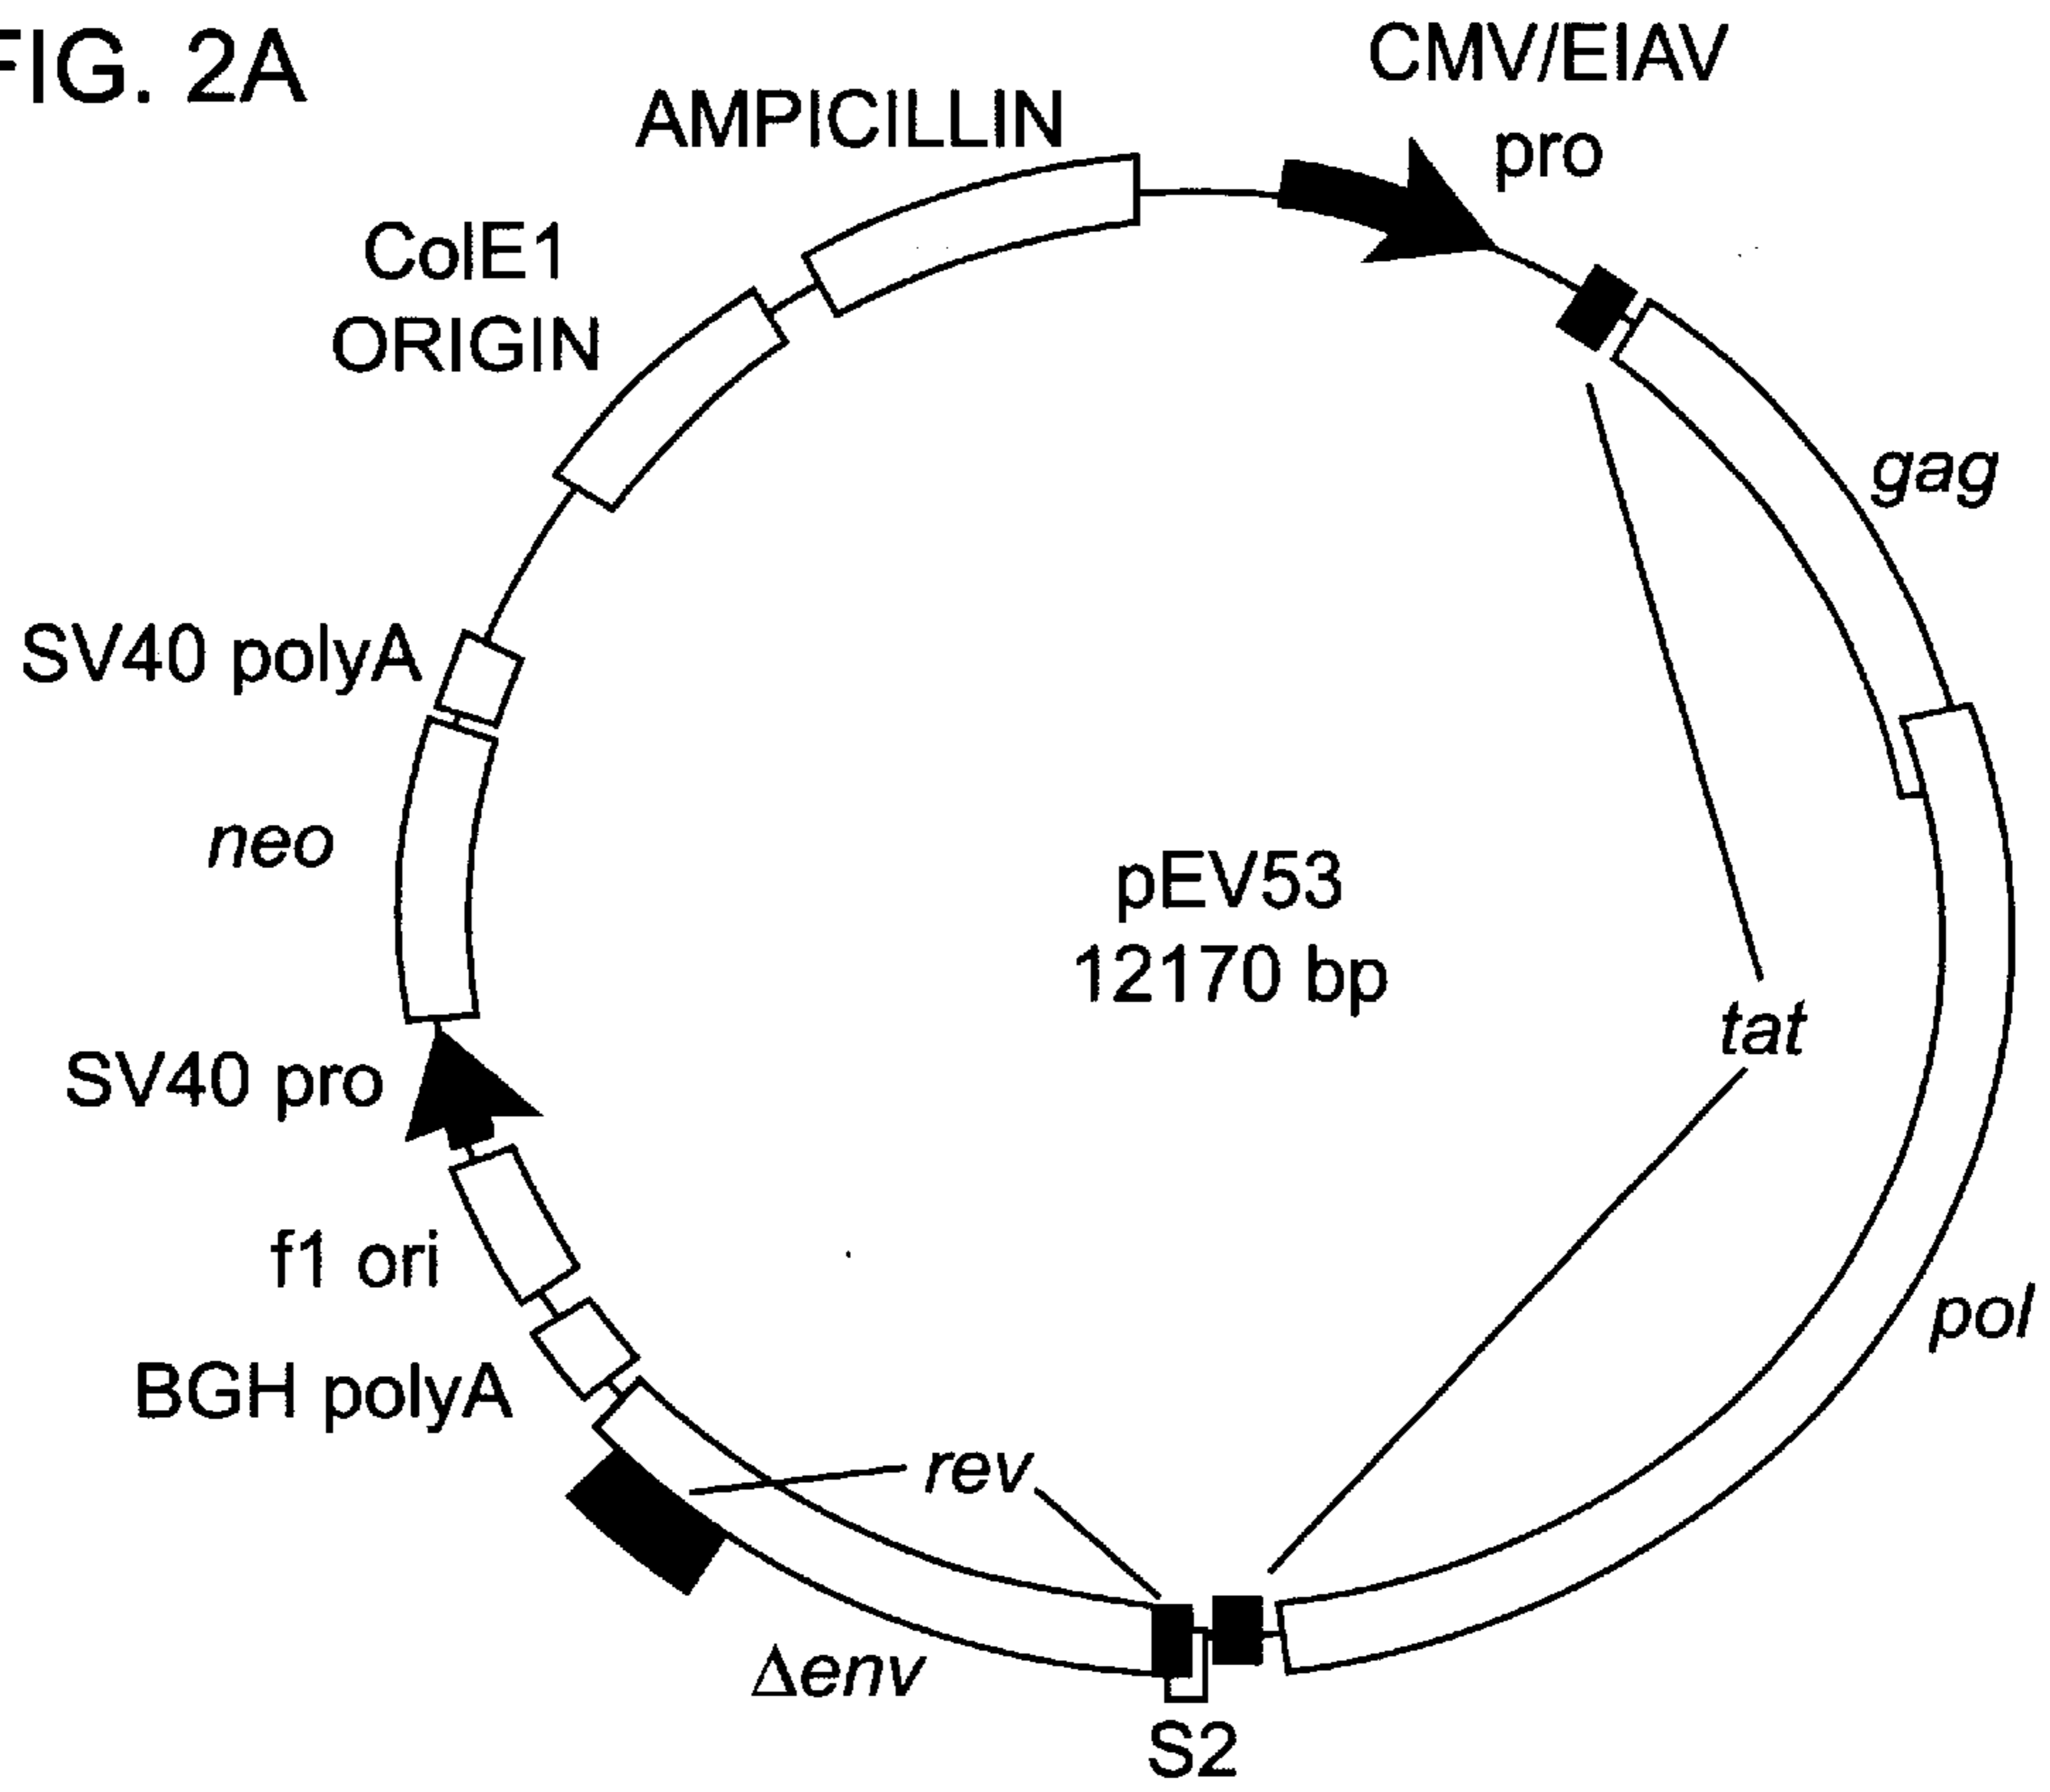 FIG. 2A
CMV/EIAV
pro
AMPICILLIN
ColE1
ORIGIN
gag
SV40 polyA
neo
pEV53
12170 bp
tat
SV40 pro
f1 ori
pol
BGH polyA
rev
Δenv
S2